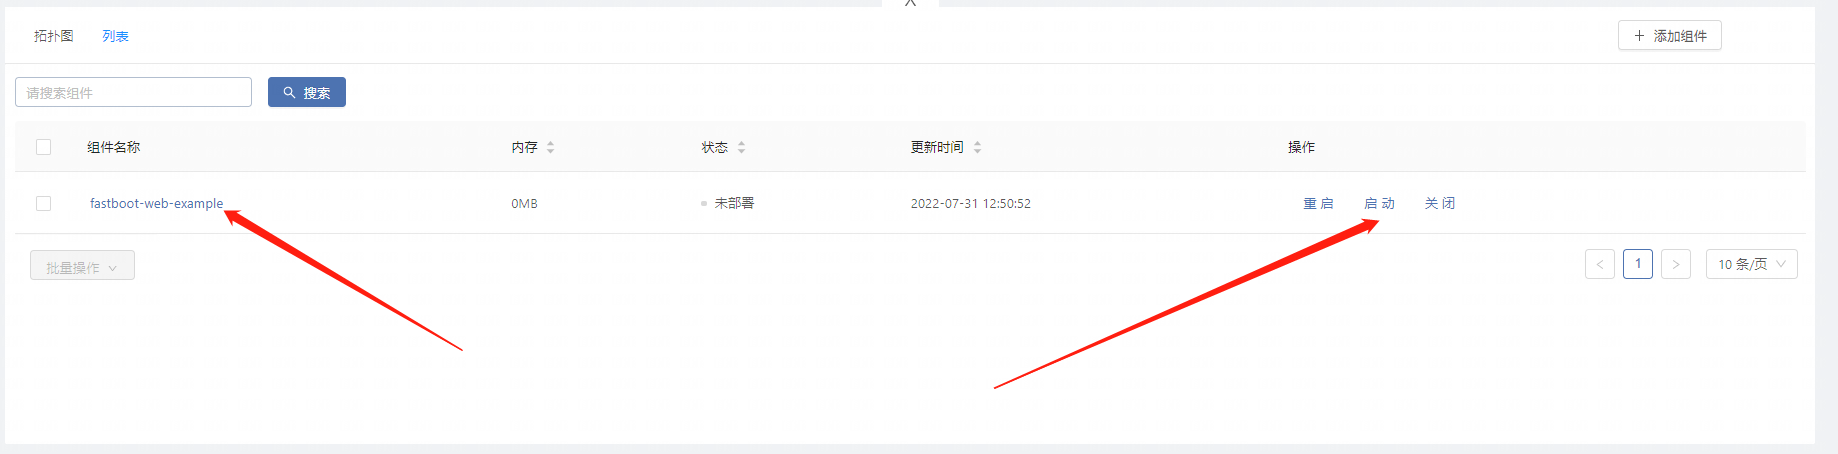 拓扑图 列表 添加组件
请搜索组件 搜索
组件名称 内存 状态 更新时间 操作
fastboot-web-example 0MB 未部署 2022-07-31 12:50:52 重启 启动 关闭
批量操作 < 1 > 10 条/页